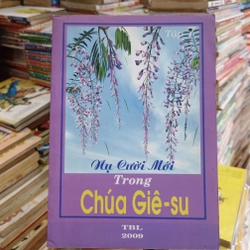 Nụ Cười Mới
Trong
Chúa Giê-su
TBL
2009